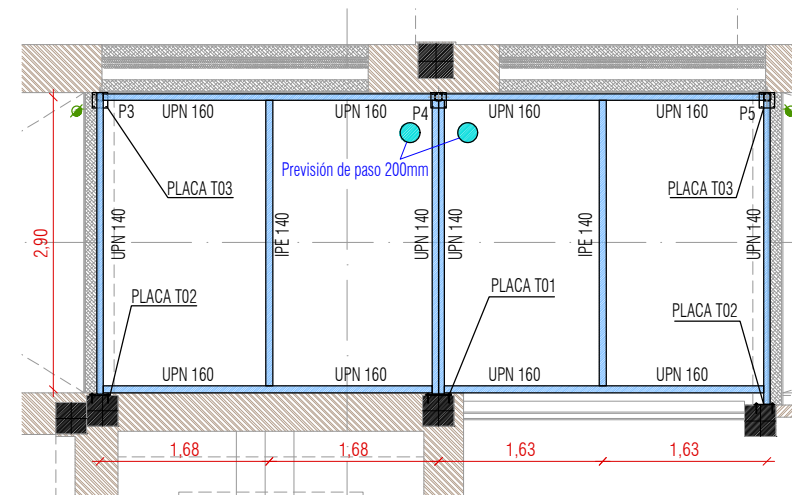 P3
UPN 160
UPN 160
P4
UPN 160
UPN 160
P5
Previsión de paso 200mm
PLACA T03
PLACA T03
2,90
UPN 140
IPE 140
UPN 140
UPN 140
IPE 140
UPN 140
PLACA T02
PLACA T01
PLACA T02
UPN 160
UPN 160
UPN 160
UPN 160
1,68
1,68
1,63
1,63